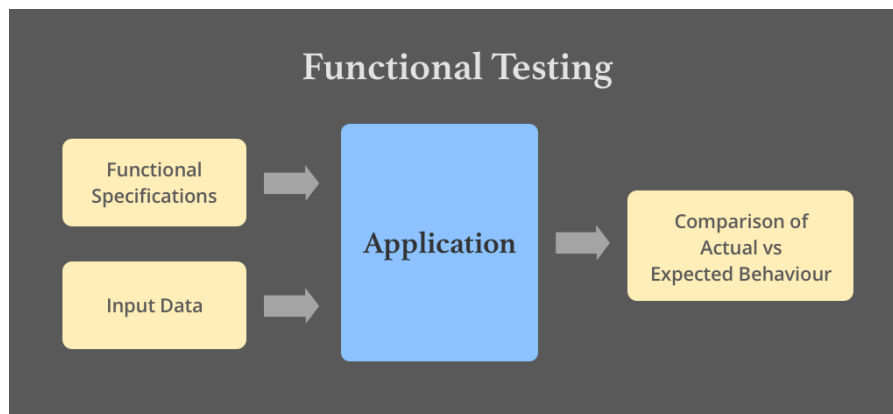 Functional Testing
Functional
Specifications
Input Data
Application
Comparison of
Actual vs
Expected Behaviour